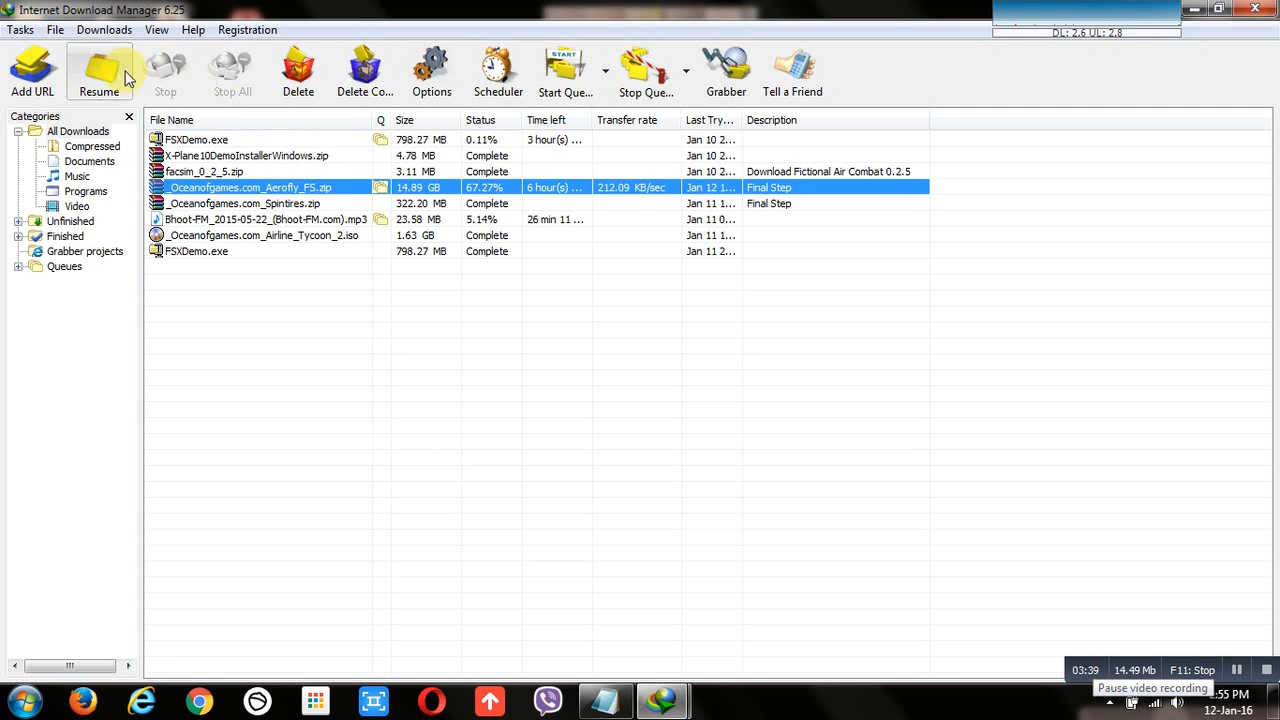 Internet Download Manager 6.25
DL: 2.6 UL: 2.8
Tasks File Downloads View Help Registration
Add URL Resume Stop Stop All Delete Delete Co... Options Scheduler Start Que... Stop Que... Grabber Tell a Friend
Categories
All Downloads
Compressed
Documents
Music
Programs
Video
Unfinished
Finished
Grabber projects
Queues
File Name Q Size Status Time left Transfer rate Last Try... Description
FSXDemo.exe 798.27 MB 0.11% 3 hour(s) ... Jan 10 2...
X-Plane10DemoInstallerWindows.zip 4.78 MB Complete Jan 10 2...
facsim_0_2_5.zip 3.11 MB Complete Jan 10 2... Download Fictional Air Combat 0.2.5
_Oceanofgames.com_Aerofly_FS.zip 14.89 GB 67.27% 6 hour(s) ... 212.09 KB/sec Jan 12 1... Final Step
_Oceanofgames.com_Spintires.zip 322.20 MB Complete Jan 11 1... Final Step
Bhoot-FM_2015-05-22_(Bhoot-FM.com).mp3 23.58 MB 5.14% 26 min 11 ... Jan 11 0...
_Oceanofgames.com_Airline_Tycoon_2.iso 1.63 GB Complete Jan 11 1...
FSXDemo.exe 798.27 MB Complete Jan 11 2...
03:39 14.49 Mb F11: Stop
Pause video recording
:55 PM
12-Jan-16